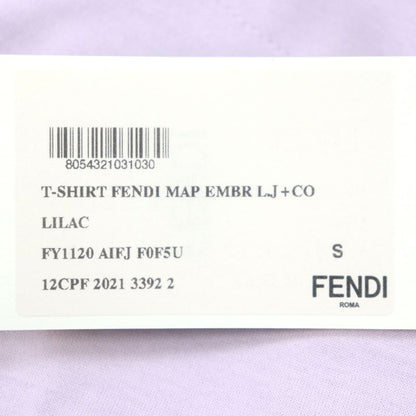 8054321031030
T-SHIRT FENDI MAP EMBR L.J+CO
LILAC
FY1120 AIFJ F0F5U
S
12CPF 2021 3392 2
FENDI
ROMA